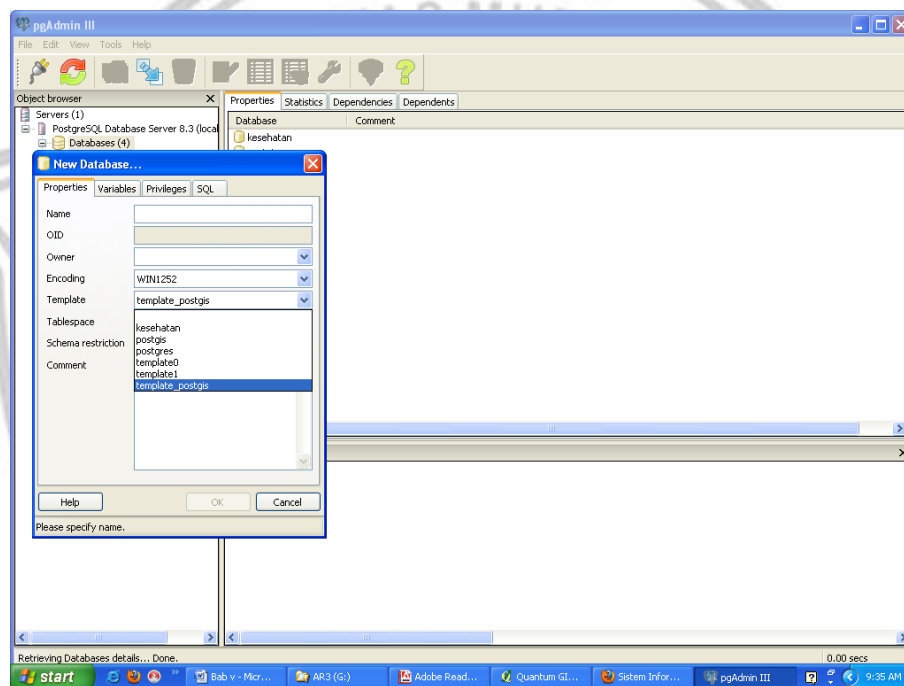 pgAdmin III
File Edit View Tools Help
Object browser
Servers (1)
PostgreSQL Database Server 8.3 (local
Databases (4)
Properties Statistics Dependencies Dependents
Database Comment
kesehatan
New Database...
Properties Variables Privileges SQL
Name
OID
Owner
Encoding WIN1252
Template template_postgis
Tablespace
Schema restriction
Comment
kesehatan
postgis
postgres
template0
template1
template_postgis
Help OK Cancel
Please specify name.
Retrieving Databases details... Done. 0.00 secs
start Bab v - Micr... AR3 (G:) Adobe Read... Quantum GI... Sistem Infor... pgAdmin III 9:35 AM